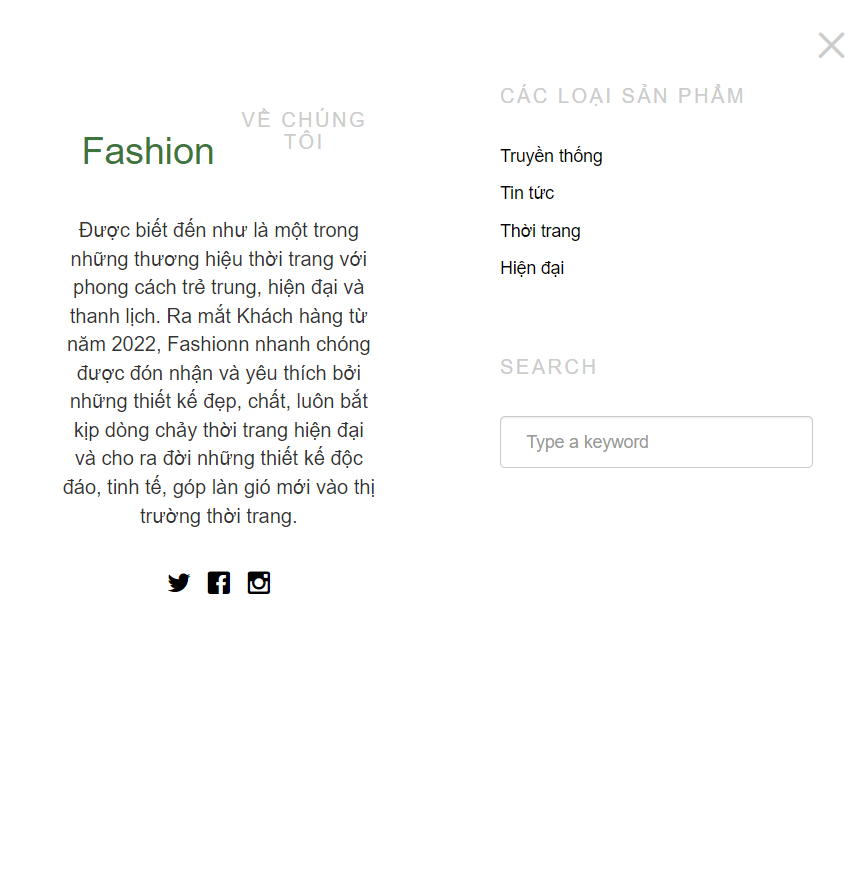 Fashion
VỀ CHÚNG
TÔI
Được biết đến như là một trong
những thương hiệu thời trang với
phong cách trẻ trung, hiện đại và
thanh lịch. Ra mắt Khách hàng từ
năm 2022, Fashionn nhanh chóng
được đón nhận và yêu thích bởi
những thiết kế đẹp, chất, luôn bắt
kịp dòng chảy thời trang hiện đại
và cho ra đời những thiết kế độc
đáo, tinh tế, góp làn gió mới vào thị
trường thời trang.
CÁC LOẠI SẢN PHẨM
Truyền thống
Tin tức
Thời trang
Hiện đại
SEARCH
Type a keyword